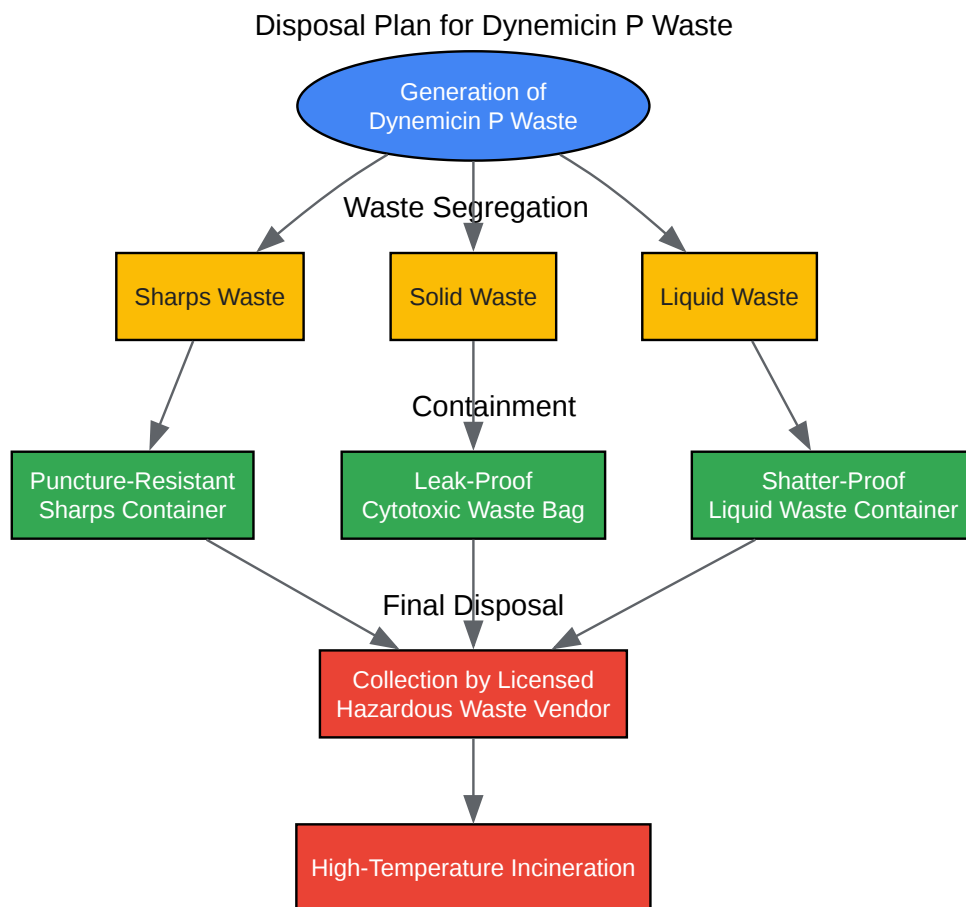 Disposal Plan for Dynemicin P Waste
Generation of
Dynemicin P Waste
Waste Segregation
Sharps Waste
Solid Waste
Liquid Waste
Containment
Puncture-Resistant
Sharps Container
Leak-Proof
Cytotoxic Waste Bag
Shatter-Proof
Liquid Waste Container
Final Disposal
Collection by Licensed
Hazardous Waste Vendor
High-Temperature Incineration